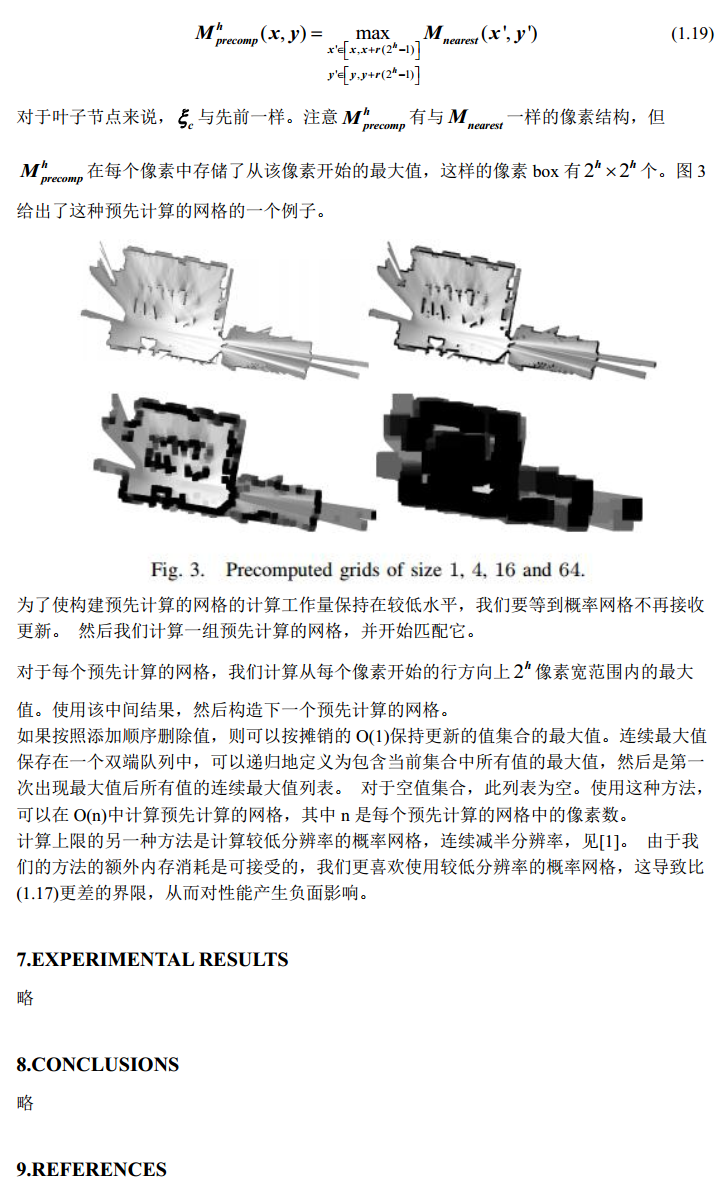 M^h_precomp(x, y) = max M_nearest(x', y') (1.19)
x'∈[x, x+r(2^h−1)]
y'∈[y, y+r(2^h−1)]
对于叶子节点来说，ξ_c 与先前一样。注意 M^h_precomp 有与 M_nearest 一样的像素结构，但
M^h_precomp 在每个像素中存储了从该像素开始的最大值，这样的像素 box 有 2^h × 2^h 个。图 3
给出了这种预先计算的网格的一个例子。
Fig. 3. Precomputed grids of size 1, 4, 16 and 64.
为了使构建预先计算的网格的计算工作量保持在较低水平，我们要等到概率网格不再接收
更新。 然后我们计算一组预先计算的网格，并开始匹配它。
对于每个预先计算的网格，我们计算从每个像素开始的行方向上 2^h 像素宽范围内的最大
值。使用该中间结果，然后构造下一个预先计算的网格。
如果按照添加顺序删除值，则可以按摊销的 O(1)保持更新的值集合的最大值。连续最大值
保存在一个双端队列中，可以递归地定义为包含当前集合中所有值的最大值，然后是第一
次出现最大值后所有值的连续最大值列表。 对于空值集合，此列表为空。使用这种方法，
可以在 O(n)中计算预先计算的网格，其中 n 是每个预先计算的网格中的像素数。
计算上限的另一种方法是计算较低分辨率的概率网格，连续减半分辨率，见[1]。 由于我
们的方法的额外内存消耗是可接受的，我们更喜欢使用较低分辨率的概率网格，这导致比
(1.17)更差的界限，从而对性能产生负面影响。
7.EXPERIMENTAL RESULTS
略
8.CONCLUSIONS
略
9.REFERENCES